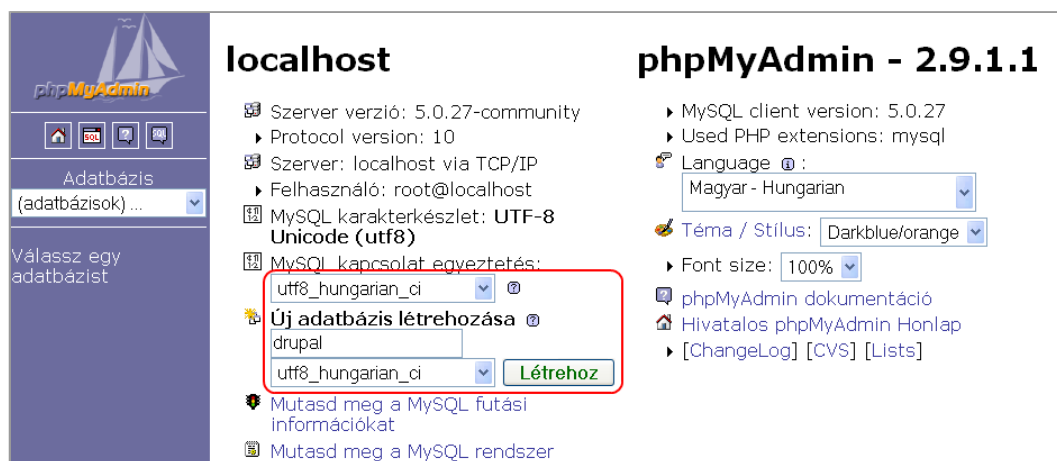 phpMyAdmin
SQL
SQL
Adatbázis
(adatbázisok) ...
Válassz egy
adatbázist
localhost
Szerver verzió: 5.0.27-community
Protocol version: 10
Szerver: localhost via TCP/IP
Felhasználó: root@localhost
MySQL karakterkészlet: UTF-8
Unicode (utf8)
MySQL kapcsolat egyeztetés:
utf8_hungarian_ci
Új adatbázis létrehozása
drupal
utf8_hungarian_ci
Létrehoz
Mutasd meg a MySQL futási
információkat
Mutasd meg a MySQL rendszer
phpMyAdmin - 2.9.1.1
MySQL client version: 5.0.27
Used PHP extensions: mysql
Language :
Magyar - Hungarian
Téma / Stílus: Darkblue/orange
Font size: 100%
phpMyAdmin dokumentáció
Hivatalos phpMyAdmin Honlap
[ChangeLog] [CVS] [Lists]